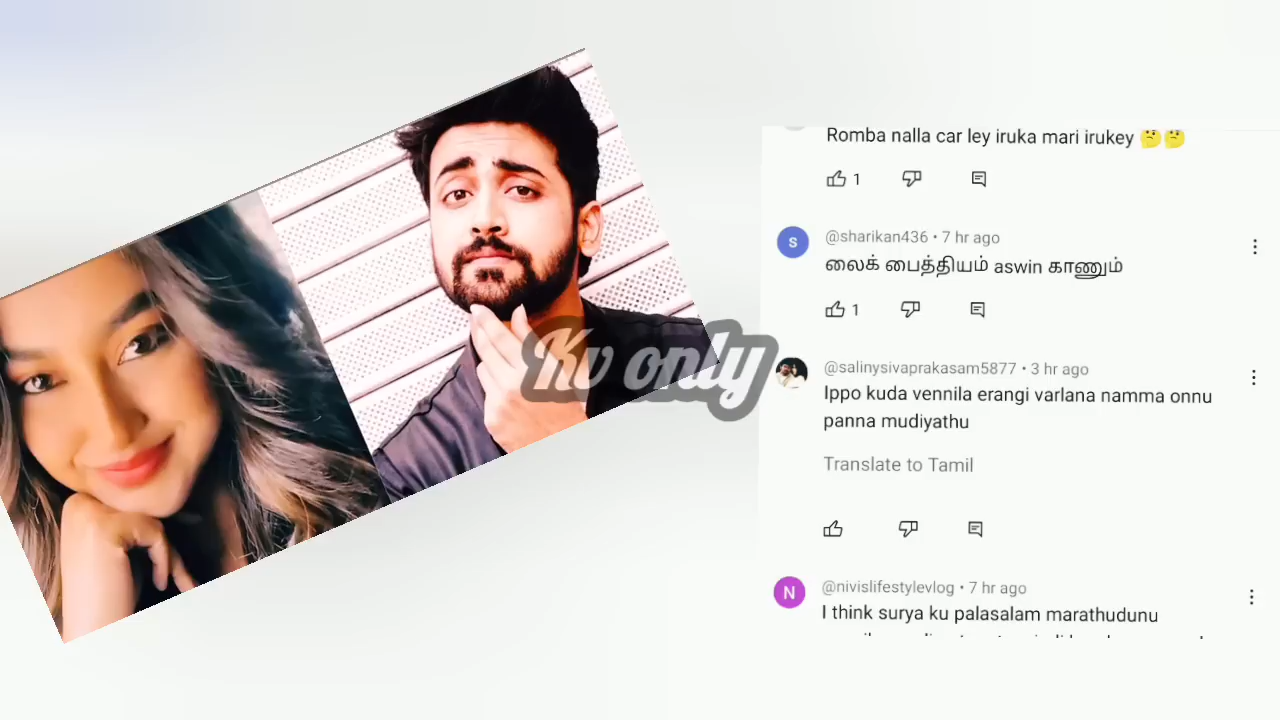 Kv only
Romba nalla car ley iruka mari irukey 🤔🤔
1
S
@sharikan436 • 7 hr ago
லைக் பைத்தியம் aswin காணும்
1
@salinysivaprakasam5877 • 3 hr ago
Ippo kuda vennila erangi varlana namma onnu
panna mudiyathu
Translate to Tamil
N
@nivislifestylevlog • 7 hr ago
I think surya ku palasalam marathudunu